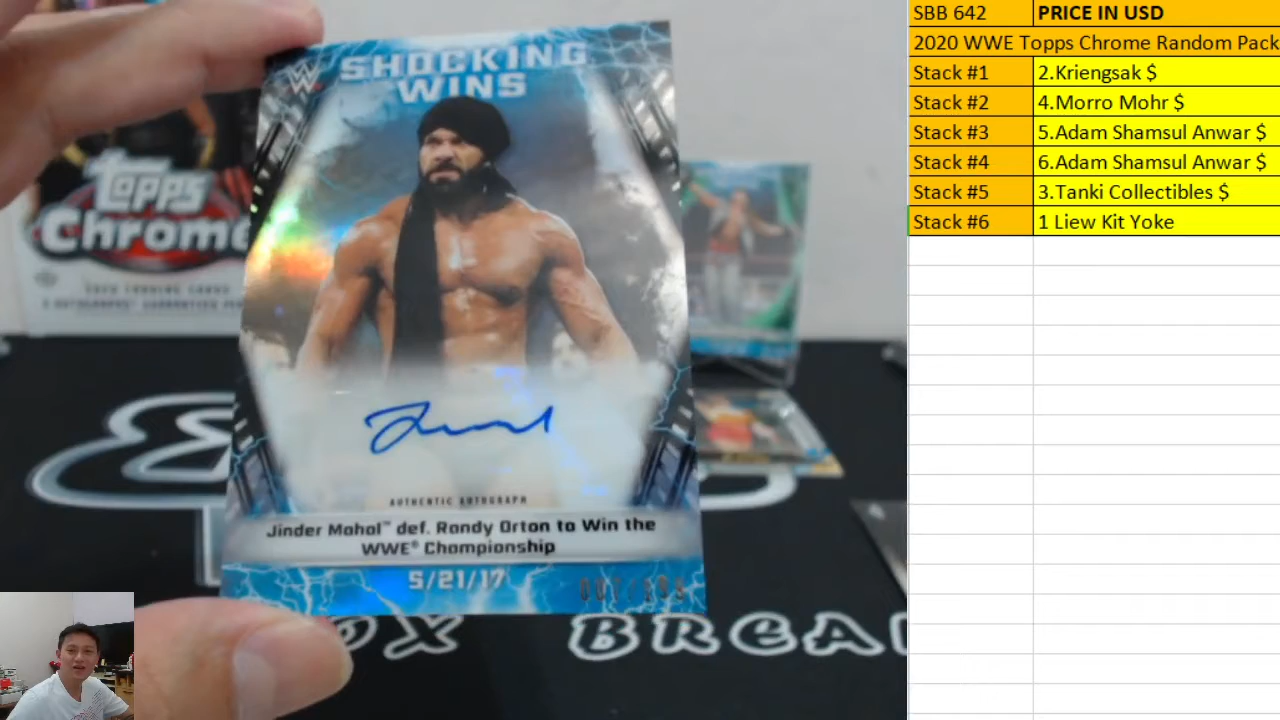 SHOCKING
WINS
W
Topps
Chrome
AUTHENTIC AUTOGRAPH
Jinder Mahal™ def. Randy Orton to Win the
WWE® Championship
5/21/17
BOX BREA
SBB 642 PRICE IN USD
2020 WWE Topps Chrome Random Pack
Stack #1 2.Kriengsak $
Stack #2 4.Morro Mohr $
Stack #3 5.Adam Shamsul Anwar $
Stack #4 6.Adam Shamsul Anwar $
Stack #5 3.Tanki Collectibles $
Stack #6 1 Liew Kit Yoke